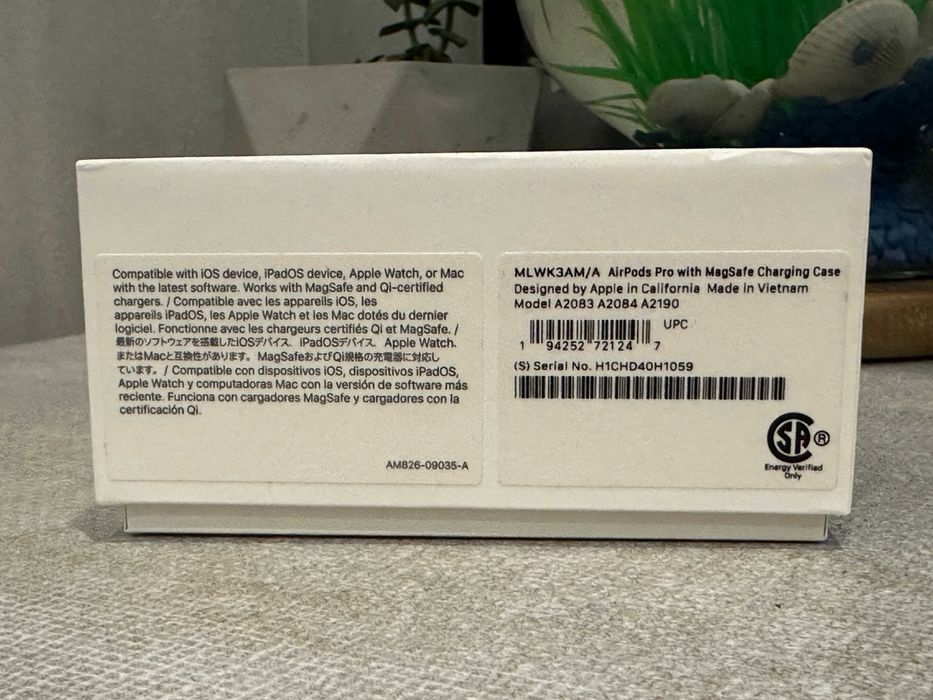 Compatible with iOS device, iPadOS device, Apple Watch, or Mac
with the latest software. Works with MagSafe and Qi-certified
chargers. / Compatible avec les appareils iOS, les
appareils iPadOS, les Apple Watch et les Mac dotés du dernier
logiciel. Fonctionne avec les chargeurs certifiés Qi et MagSafe. /
最新のソフトウェアを搭載したiOSデバイス、iPadOSデバイス、Apple Watch、
またはMacと互換性があります。MagSafeおよびQi規格の充電器に対応し
ています。 / Compatible con dispositivos iOS, dispositivos iPadOS,
Apple Watch y computadoras Mac con la versión de software más
reciente. Funciona con cargadores MagSafe y cargadores con la
certificación Qi.
AM826-09035-A
MLWK3AM/A AirPods Pro with MagSafe Charging Case
Designed by Apple in California Made in Vietnam
Model A2083 A2084 A2190
UPC
1 94252 72124 7
(S) Serial No. H1CHD40H1059
SA ®
Energy Verified
Only